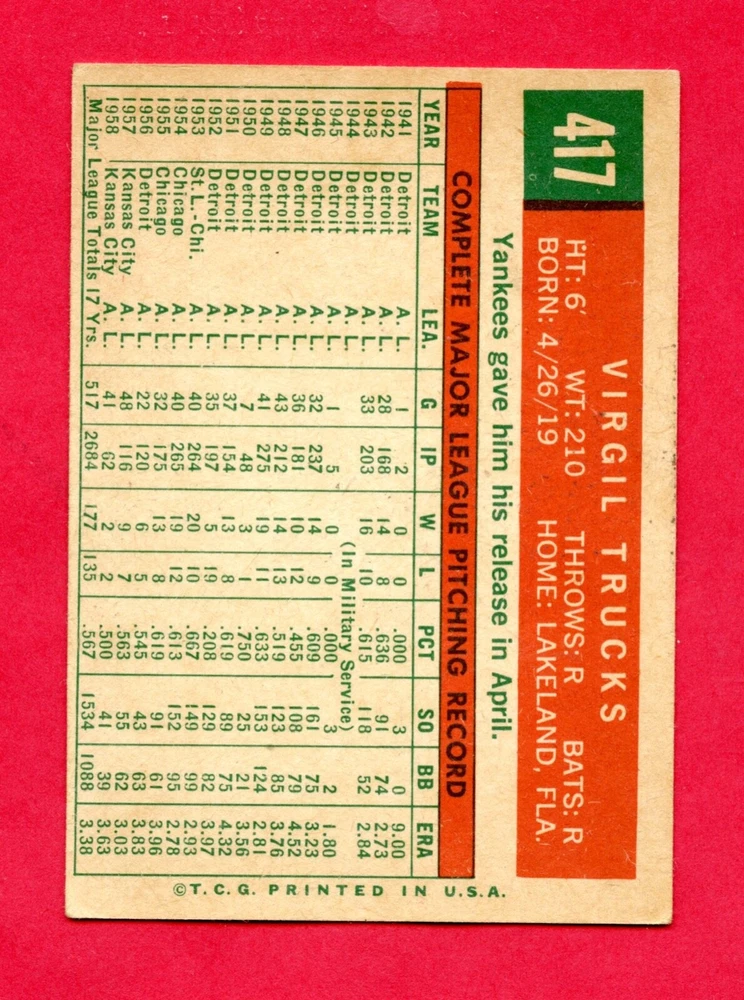 417
VIRGIL TRUCKS
HT: 6' WT: 210 THROWS: R BATS: R
BORN: 4/26/19 HOME: LAKELAND, FLA.
Yankees gave him his release in April.
COMPLETE MAJOR LEAGUE PITCHING RECORD
YEAR TEAM LEA. G IP W L PCT SO BB ERA
1941 Detroit A. L. 1 2 0 0 .000 3 0 9.00
1942 Detroit A. L. 28 168 14 8 .636 91 74 2.73
1943 Detroit A. L. 33 203 16 10 .615 118 52 2.84
1944 Detroit A. L. (In Military Service)
1945 Detroit A. L. 1 5 0 0 .000 3 2 1.80
1946 Detroit A. L. 32 237 14 9 .609 161 75 3.23
1947 Detroit A. L. 36 181 10 12 .455 108 79 4.52
1948 Detroit A. L. 43 212 14 13 .519 123 85 3.76
1949 Detroit A. L. 41 275 19 11 .633 153 124 2.81
1950 Detroit A. L. 7 48 3 1 .750 25 21 3.56
1951 Detroit A. L. 37 154 13 8 .619 89 75 4.32
1952 Detroit A. L. 35 197 5 19 .208 129 82 3.97
1953 St.L.-Chi. A. L. 40 264 20 10 .667 149 99 2.93
1954 Chicago A. L. 40 265 19 12 .613 152 95 2.78
1955 Chicago A. L. 32 175 13 8 .619 91 61 3.96
1956 Detroit A. L. 22 120 6 5 .545 43 63 3.83
1957 Kansas City A. L. 48 116 9 7 .563 55 62 3.03
1958 Kansas City A. L. 41 62 2 2 .500 41 39 3.63
Major League Totals 17 Yrs. 517 2684 177 135 .567 1534 1088 3.38
©T.C.G. PRINTED IN U.S.A.